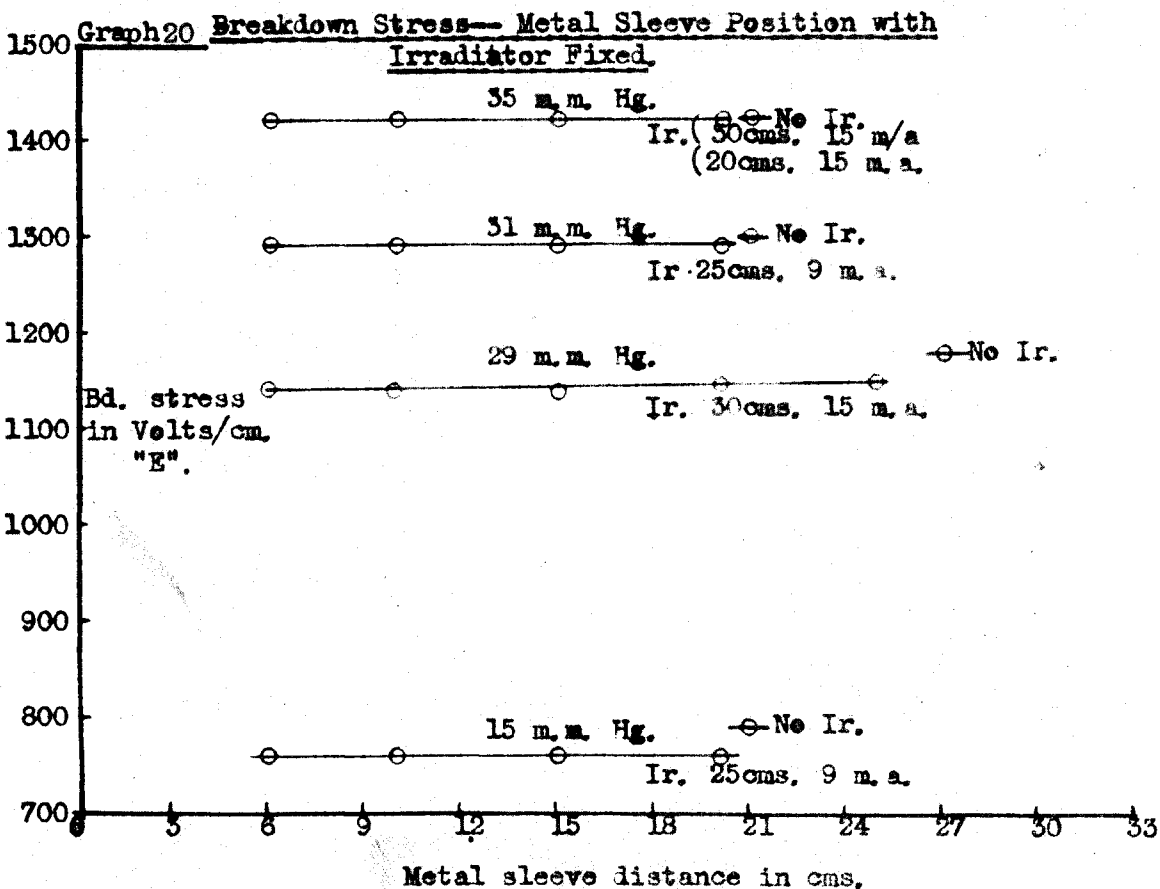 Graph20 Breakdown Stress— Metal Sleeve Position with
Irradiator Fixed.
1500
1400
1300
1200
1100
1000
900
800
700
Bd. stress
in Volts/cm.
"E".
35 m.m. Hg.
No Ir.
Ir.(30cms. 15 m/a
(20cms. 15 m.a.
31 m.m. Hg.
No Ir.
Ir.25cms. 9 m.a.
29 m.m. Hg.
No Ir.
Ir. 30cms. 15 m.a.
15 m.m. Hg.
No Ir.
Ir. 25cms. 9 m.a.
0 3 6 9 12 15 18 21 24 27 30 33
Metal sleeve distance in cms.